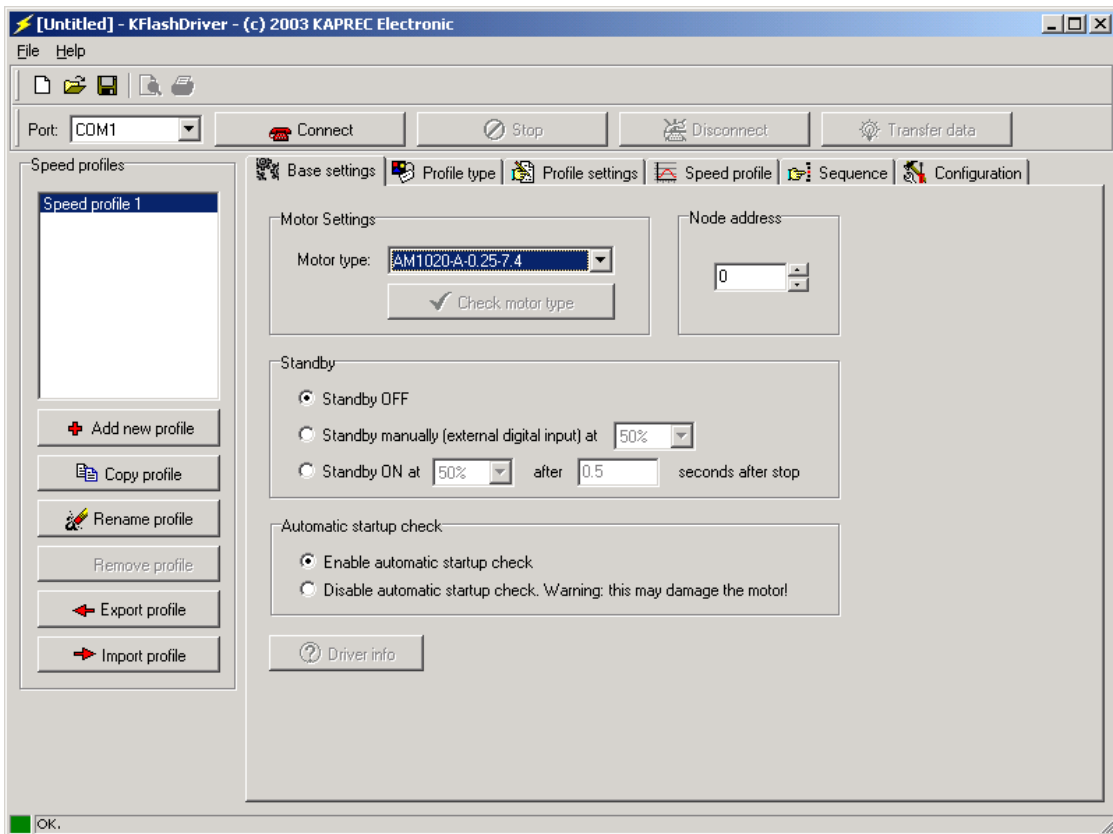 [Untitled] - KFlashDriver - (c) 2003 KAPREC Electronic
File Help
Port: COM1 Connect Stop Disconnect Transfer data
Speed profiles
Speed profile 1
Add new profile
Copy profile
Rename profile
Remove profile
Export profile
Import profile
Base settings Profile type Profile settings Speed profile Sequence Configuration
Motor Settings
Motor type: AM1020-A-0.25-7.4
Check motor type
Node address
0
Standby
Standby OFF
Standby manually (external digital input) at 50%
Standby ON at 50% after 0.5 seconds after stop
Automatic startup check
Enable automatic startup check
Disable automatic startup check. Warning: this may damage the motor!
Driver info
OK.